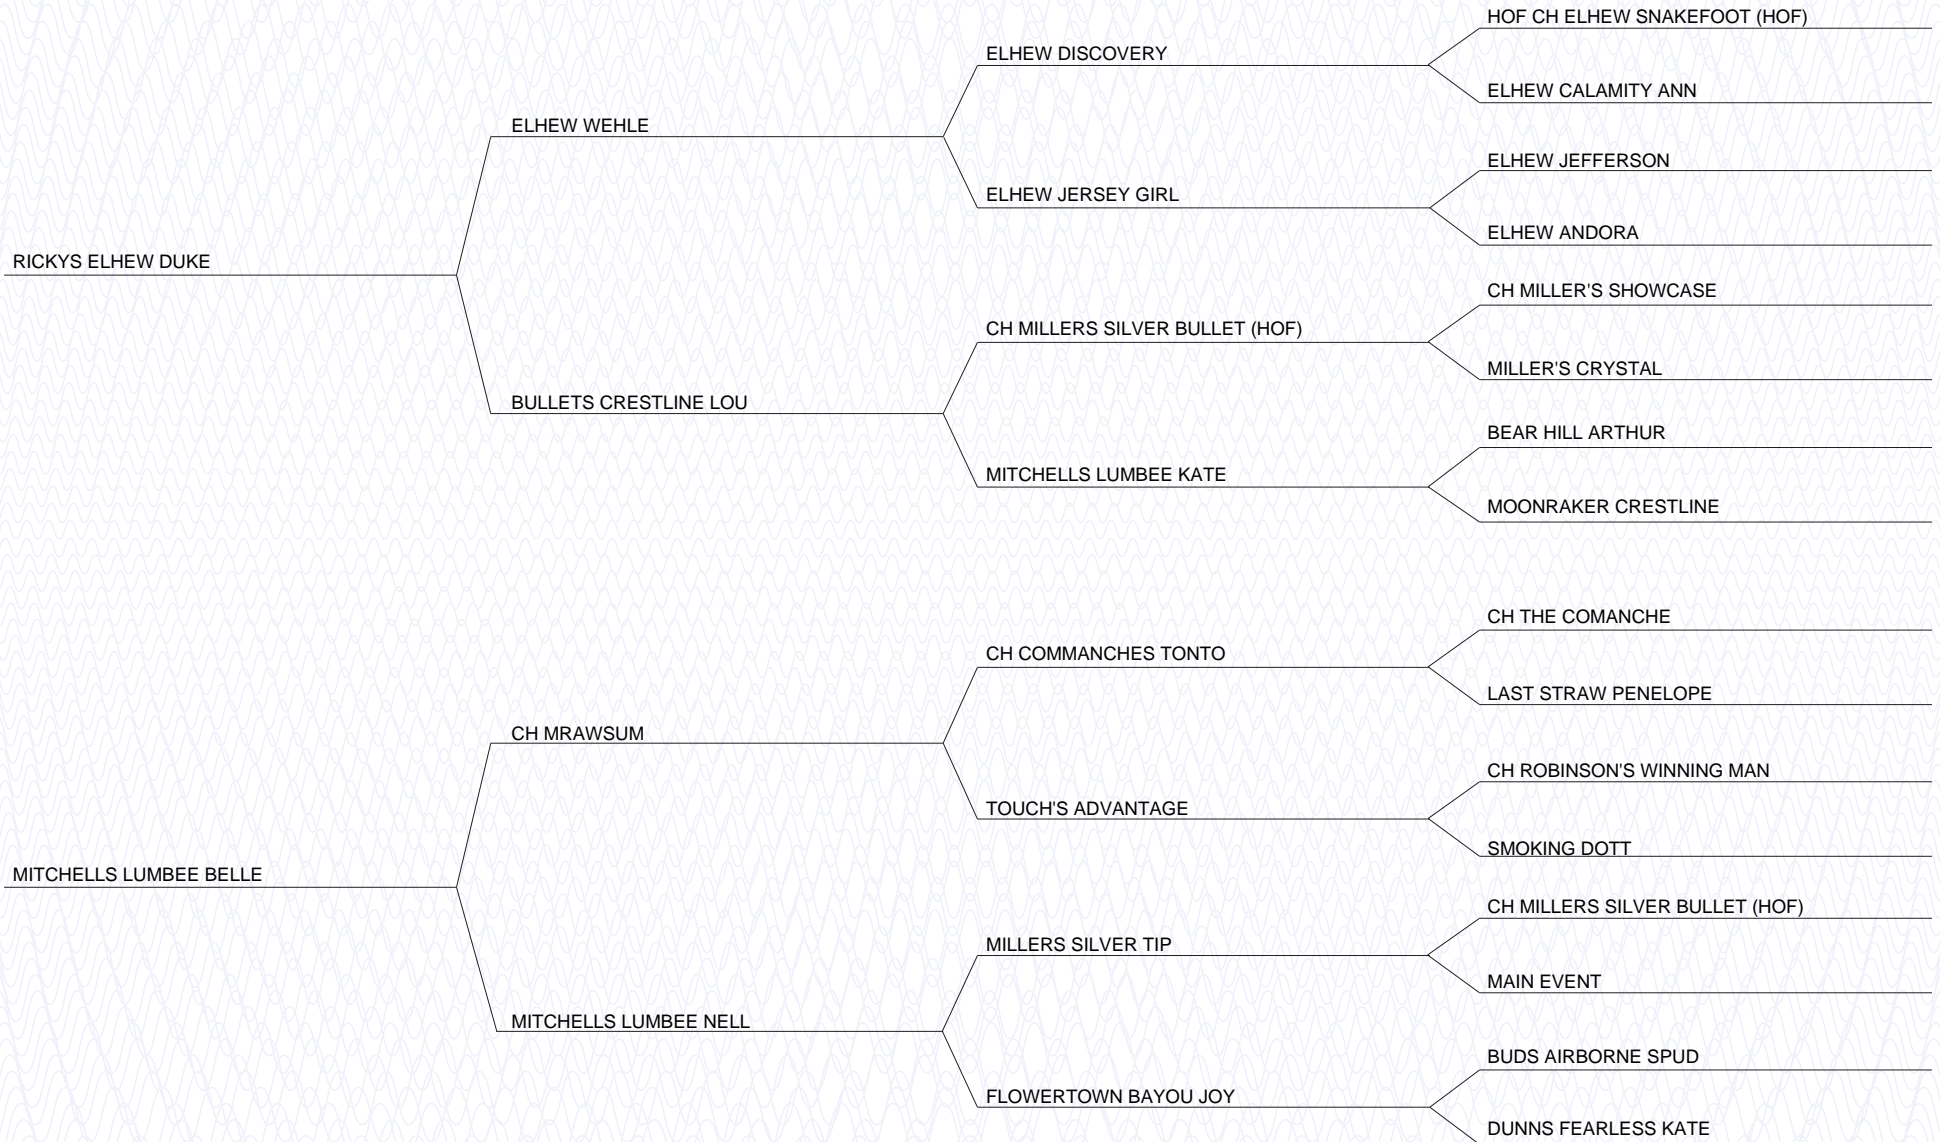 HOF CH ELHEW SNAKEFOOT (HOF)
ELHEW DISCOVERY
ELHEW CALAMITY ANN
ELHEW WEHLE
ELHEW JEFFERSON
ELHEW JERSEY GIRL
ELHEW ANDORA
RICKYS ELHEW DUKE
CH MILLER'S SHOWCASE
CH MILLERS SILVER BULLET (HOF)
MILLER'S CRYSTAL
BULLETS CRESTLINE LOU
BEAR HILL ARTHUR
MITCHELLS LUMBEE KATE
MOONRAKER CRESTLINE
CH THE COMANCHE
CH COMMANCHES TONTO
LAST STRAW PENELOPE
CH MRAWSUM
CH ROBINSON'S WINNING MAN
TOUCH'S ADVANTAGE
SMOKING DOTT
MITCHELLS LUMBEE BELLE
CH MILLERS SILVER BULLET (HOF)
MILLERS SILVER TIP
MAIN EVENT
MITCHELLS LUMBEE NELL
BUDS AIRBORNE SPUD
FLOWERTOWN BAYOU JOY
DUNNS FEARLESS KATE